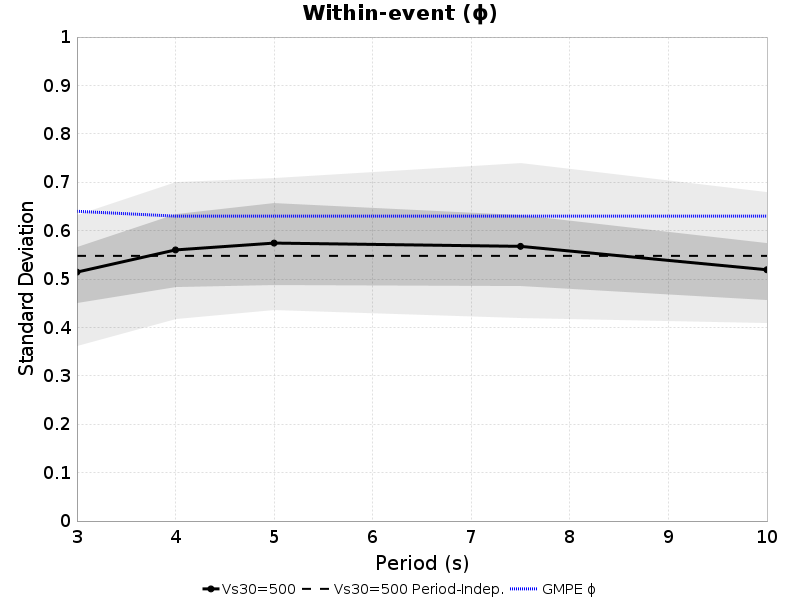 Within-event (ϕ)
1
0.9
0.8
0.7
0.6
0.5
0.4
0.3
0.2
0.1
0
Standard Deviation
3 4 5 6 7 8 9 10
Period (s)
Vs30=500 Vs30=500 Period-Indep. GMPE ϕ